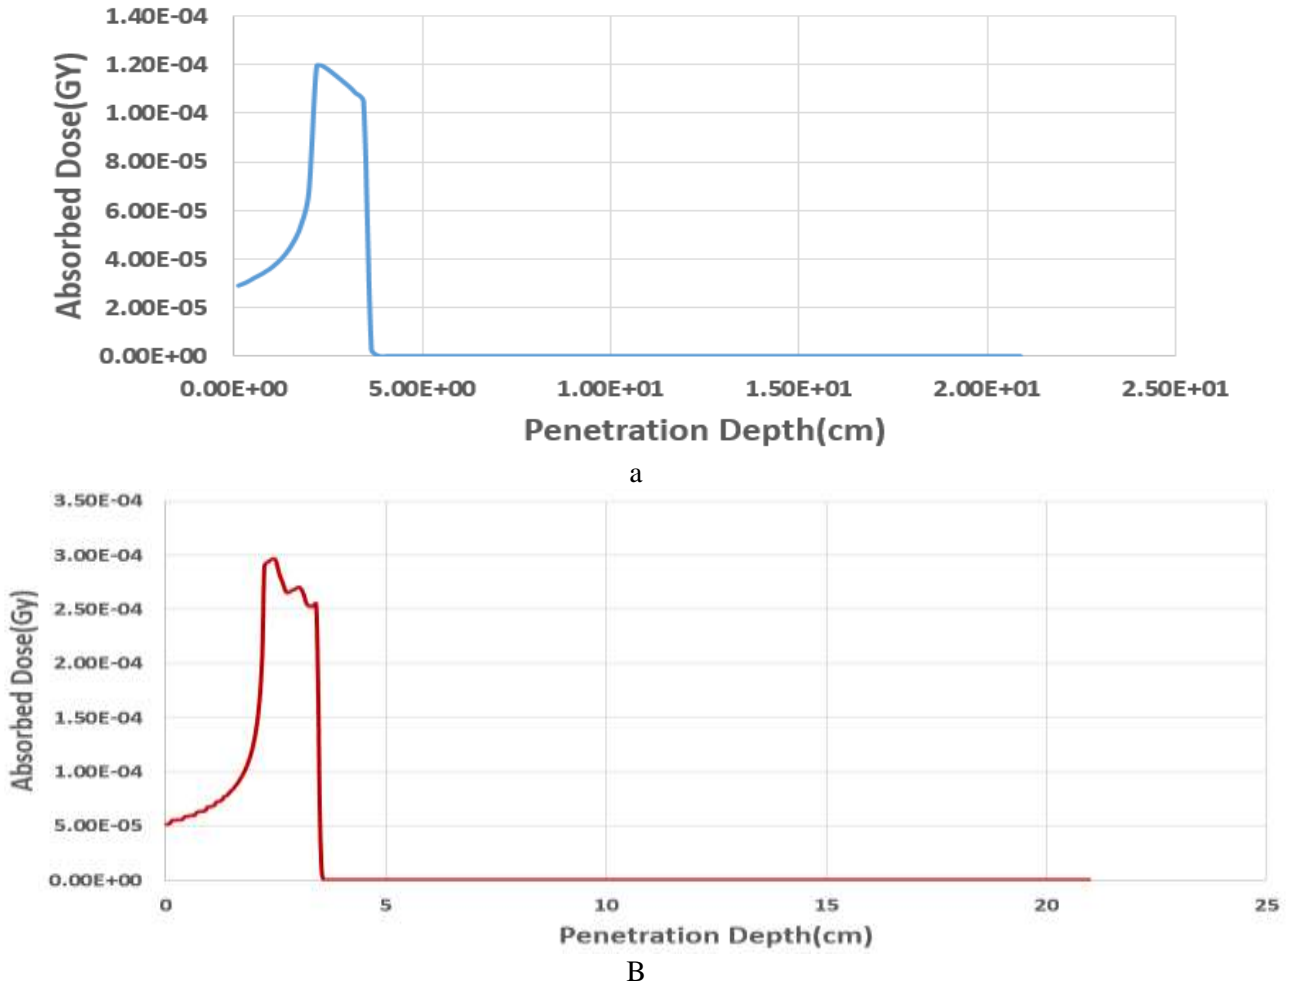 1.40E-04
1.20E-04
1.00E-04
8.00E-05
6.00E-05
4.00E-05
2.00E-05
0.00E+00
Absorbed Dose(GY)
0.00E+00 5.00E+00 1.00E+01 1.50E+01 2.00E+01 2.50E+01
Penetration Depth(cm)
a
3.50E-04
3.00E-04
2.50E-04
2.00E-04
1.50E-04
1.00E-04
5.00E-05
0.00E+00
Absorbed Dose(Gy)
0 5 10 15 20 25
Penetration Depth(cm)
B